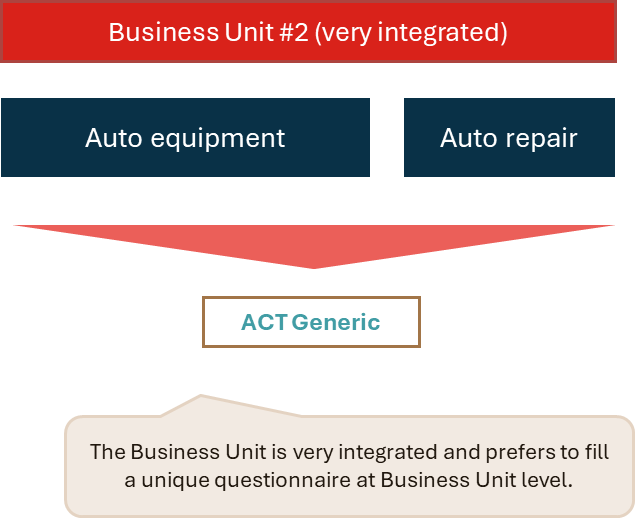 Business Unit #2 (very integrated)
Auto equipment
Auto repair
ACT Generic
The Business Unit is very integrated and prefers to fill
a unique questionnaire at Business Unit level.